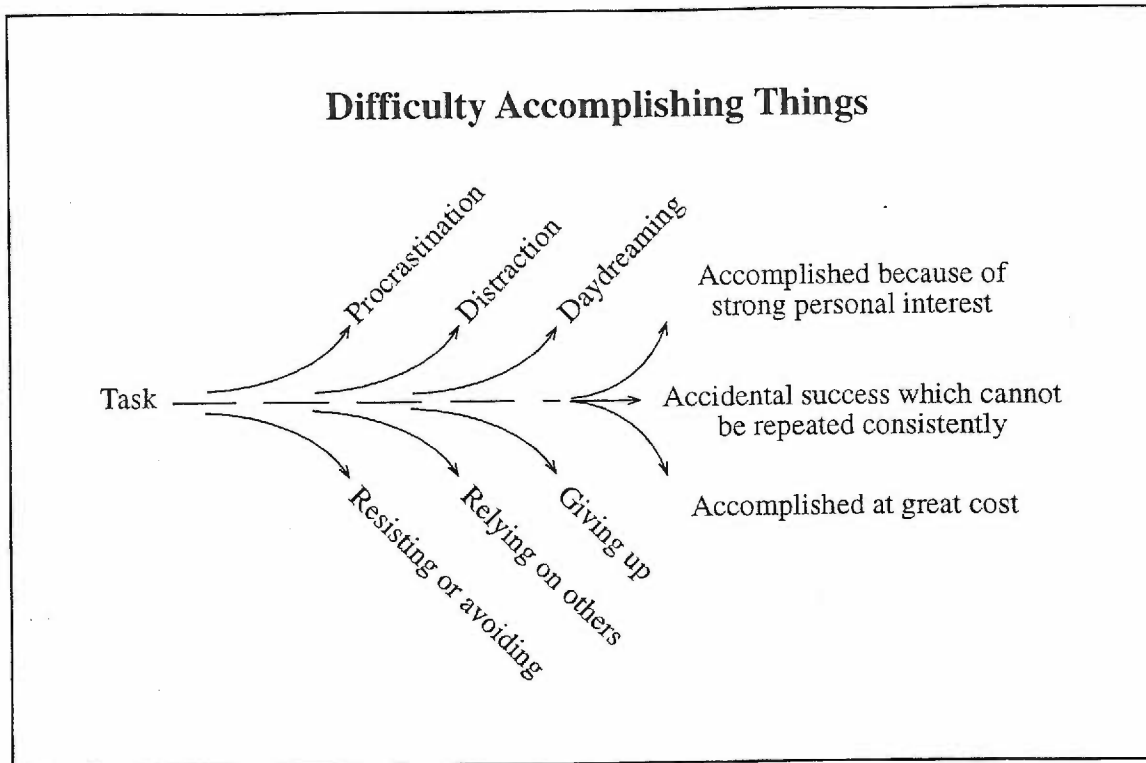 Difficulty Accomplishing Things
Procrastination
Distraction
Daydreaming
Accomplished because of
strong personal interest
Task
Accidental success which cannot
be repeated consistently
Accomplished at great cost
Resisting or avoiding
Relying on others
Giving up